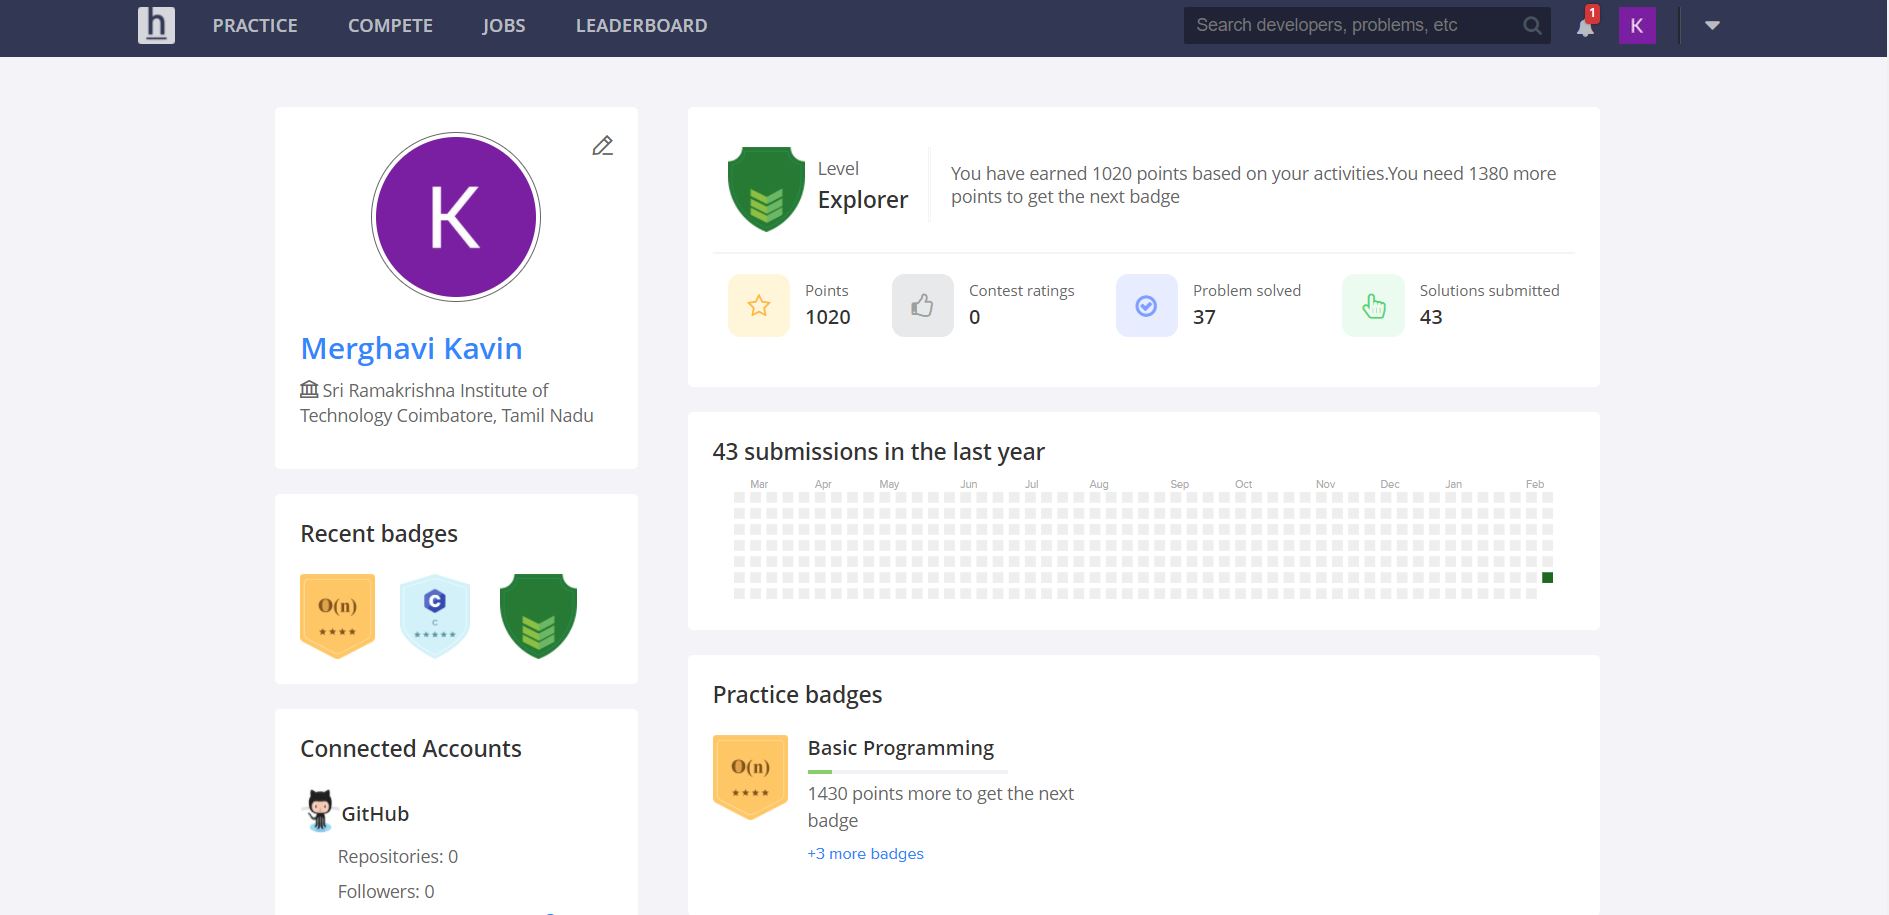 h PRACTICE COMPETE JOBS LEADERBOARD Search developers, problems, etc 1 K
K
Merghavi Kavin
Sri Ramakrishna Institute of
Technology Coimbatore, Tamil Nadu
Recent badges
O(n)
C
C
Connected Accounts
GitHub
Repositories: 0
Followers: 0
Level
Explorer
You have earned 1020 points based on your activities.You need 1380 more
points to get the next badge
Points
1020
Contest ratings
0
Problem solved
37
Solutions submitted
43
43 submissions in the last year
Mar Apr May Jun Jul Aug Sep Oct Nov Dec Jan Feb
Practice badges
O(n)
Basic Programming
1430 points more to get the next
badge
+3 more badges